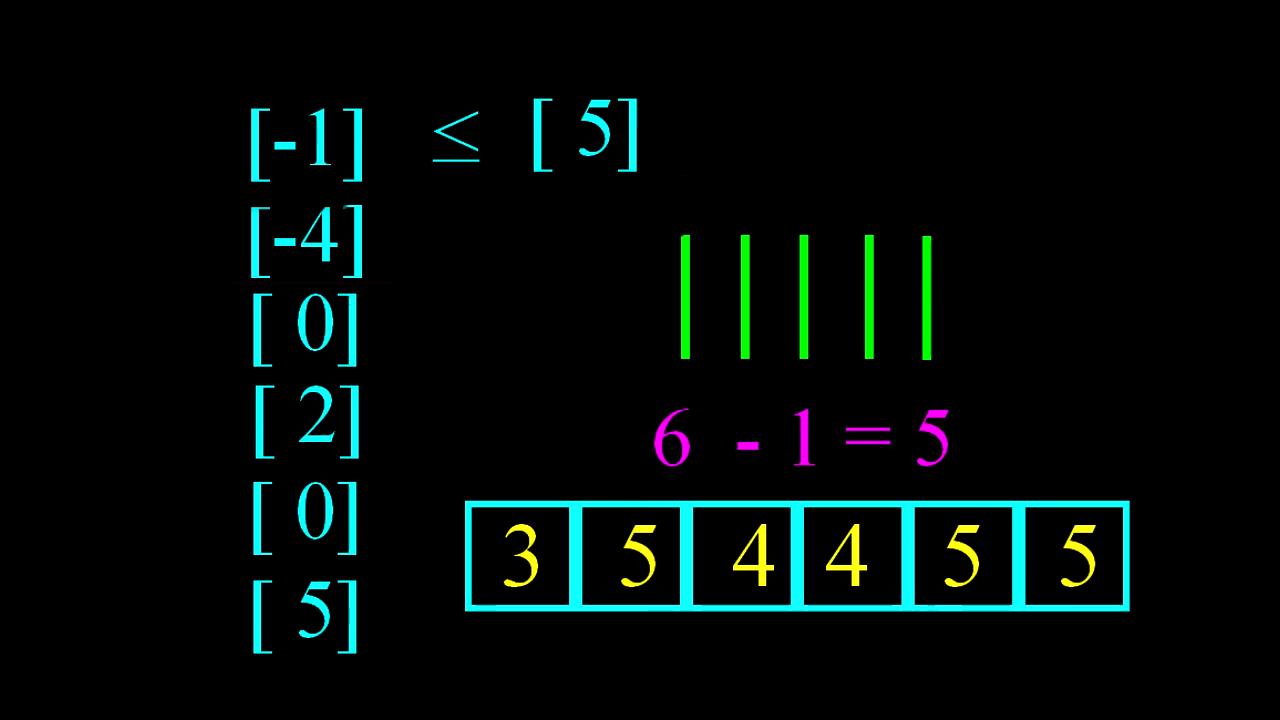 [-1] ≤ [ 5]
[-4]
[ 0]
[ 2]
6 - 1 = 5
[ 0]
3 5 4 4 5 5
[ 5]